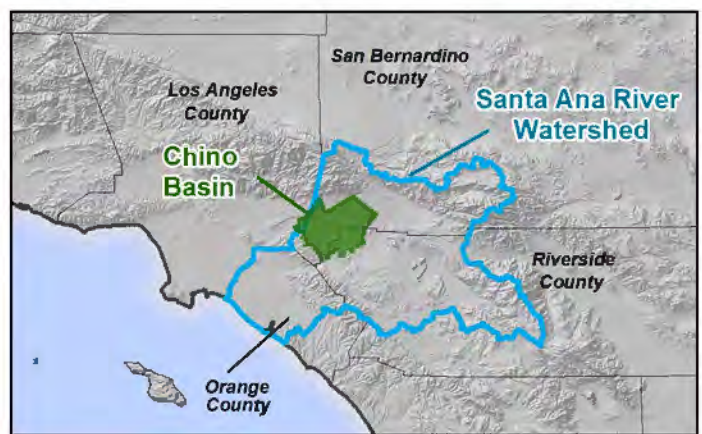 San Bernardino
County
Los Angeles
County
Santa Ana River
Watershed
Chino
Basin
Riverside
County
Orange
County